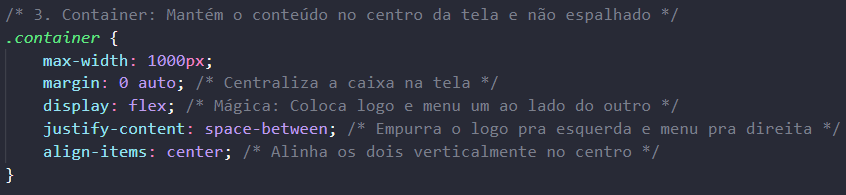 /* 3. Container: Mantém o conteúdo no centro da tela e não espalhado */
.container {
    max-width: 1000px;
    margin: 0 auto; /* Centraliza a caixa na tela */
    display: flex; /* Mágica: Coloca logo e menu um ao lado do outro */
    justify-content: space-between; /* Empurra o logo pra esquerda e menu pra direita */
    align-items: center; /* Alinha os dois verticalmente no centro */
}